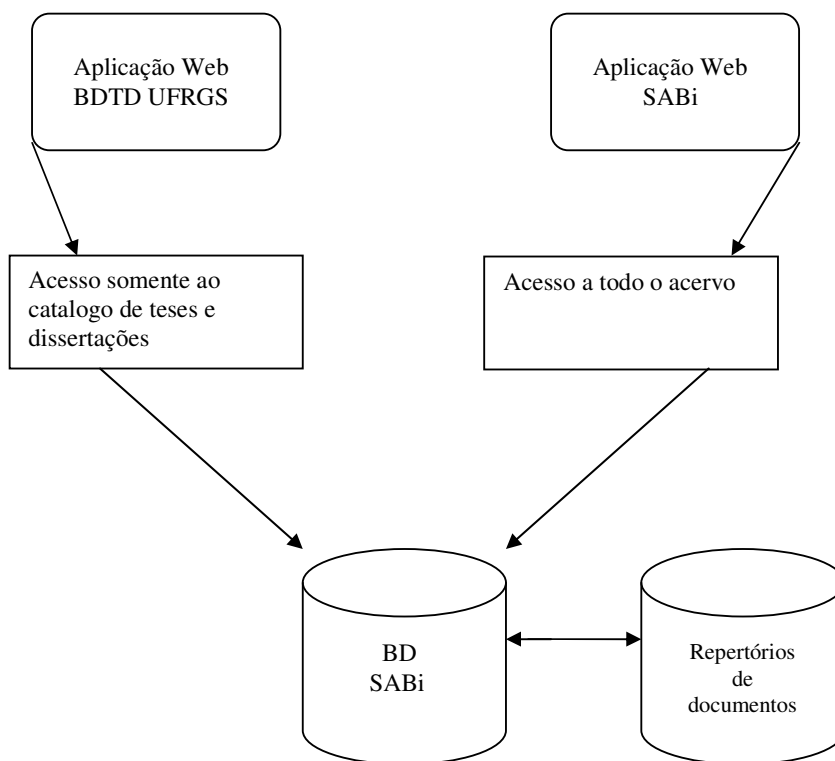 Aplicação Web
BDTD UFRGS
Aplicação Web
SABi
Acesso somente ao
catalogo de teses e
dissertações
Acesso a todo o acervo
BD
SABi
Repertórios
de
documentos